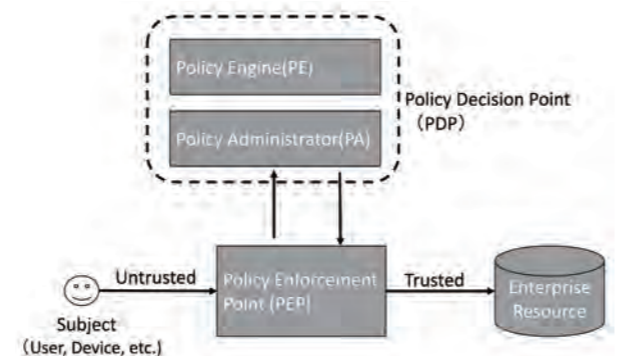 Policy Engine(PE)
Policy Administrator(PA)
Policy Decision Point
（PDP）
Untrusted
Policy Enforcement
Point (PEP)
Trusted
Enterprise
Resource
Subject
（User, Device, etc.)